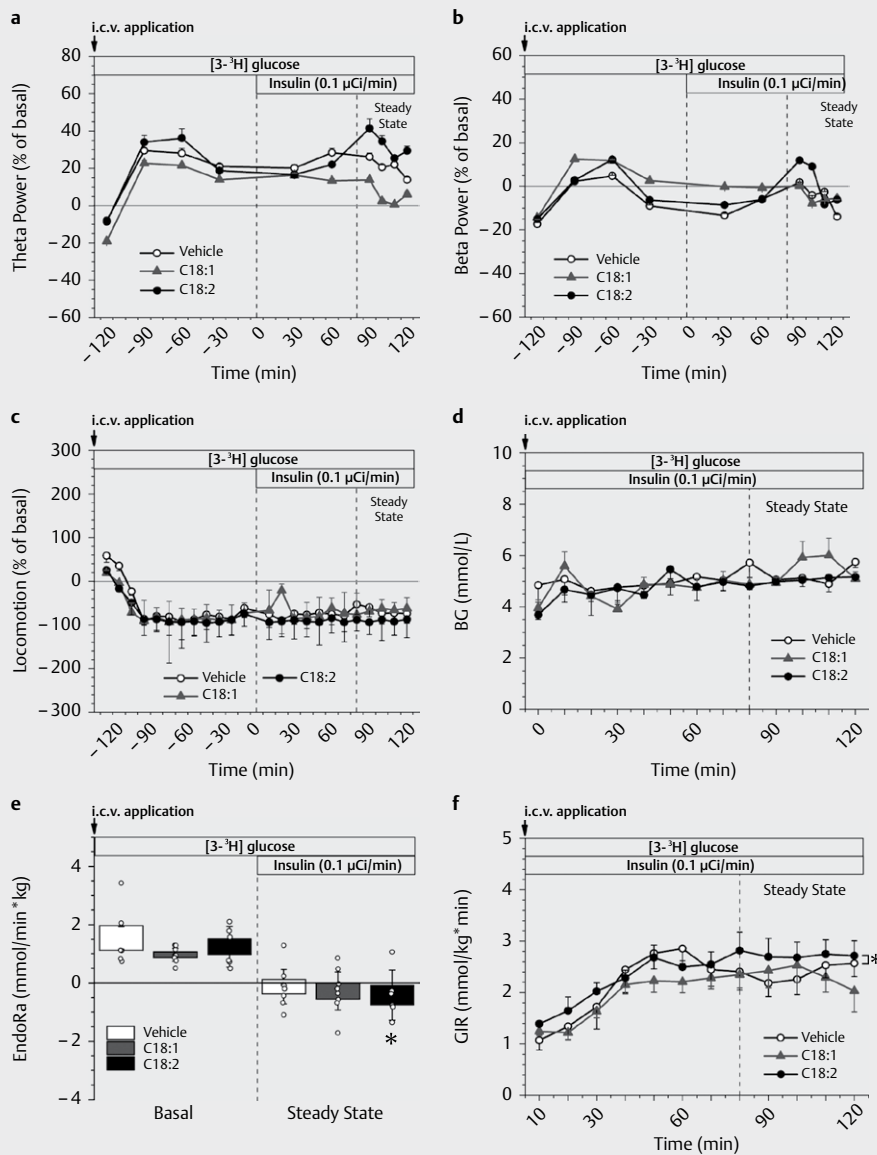 a
i.c.v. application
[3-³H] glucose
Insulin (0.1 µCi/min)
Steady
State
Theta Power (% of basal)
80
60
40
20
0
−20
−40
−60
Vehicle
C18:1
C18:2
−120
−90
−60
−30
0
30
60
90
120
Time (min)
b
i.c.v. application
[3-³H] glucose
Insulin (0.1 µCi/min)
Steady
State
Beta Power (% of basal)
60
40
20
0
−20
−40
−60
Vehicle
C18:1
C18:2
−120
−90
−60
−30
0
30
60
90
120
Time (min)
c
i.c.v. application
[3-³H] glucose
Insulin (0.1 µCi/min)
Steady
State
Locomotion (% of basal)
300
200
100
0
−100
−200
−300
Vehicle C18:2
C18:1
−120
−90
−60
−30
0
30
60
90
120
Time (min)
d
i.c.v. application
[3-³H] glucose
Insulin (0.1 µCi/min)
Steady State
BG (mmol/L)
10
8
6
4
2
0
Vehicle
C18:1
C18:2
0
30
60
90
120
Time (min)
e
i.c.v. application
[3-³H] glucose
Insulin (0.1 µCi/min)
EndoRa (mmol/min*kg)
4
2
0
−2
−4
Vehicle
C18:1
C18:2
*
Basal
Steady State
f
i.c.v. application
[3-³H] glucose
Insulin (0.1 µCi/min)
Steady State
GIR (mmol/kg*min)
5
4
3
2
1
0
*
Vehicle
C18:1
C18:2
10
30
60
90
120
Time (min)